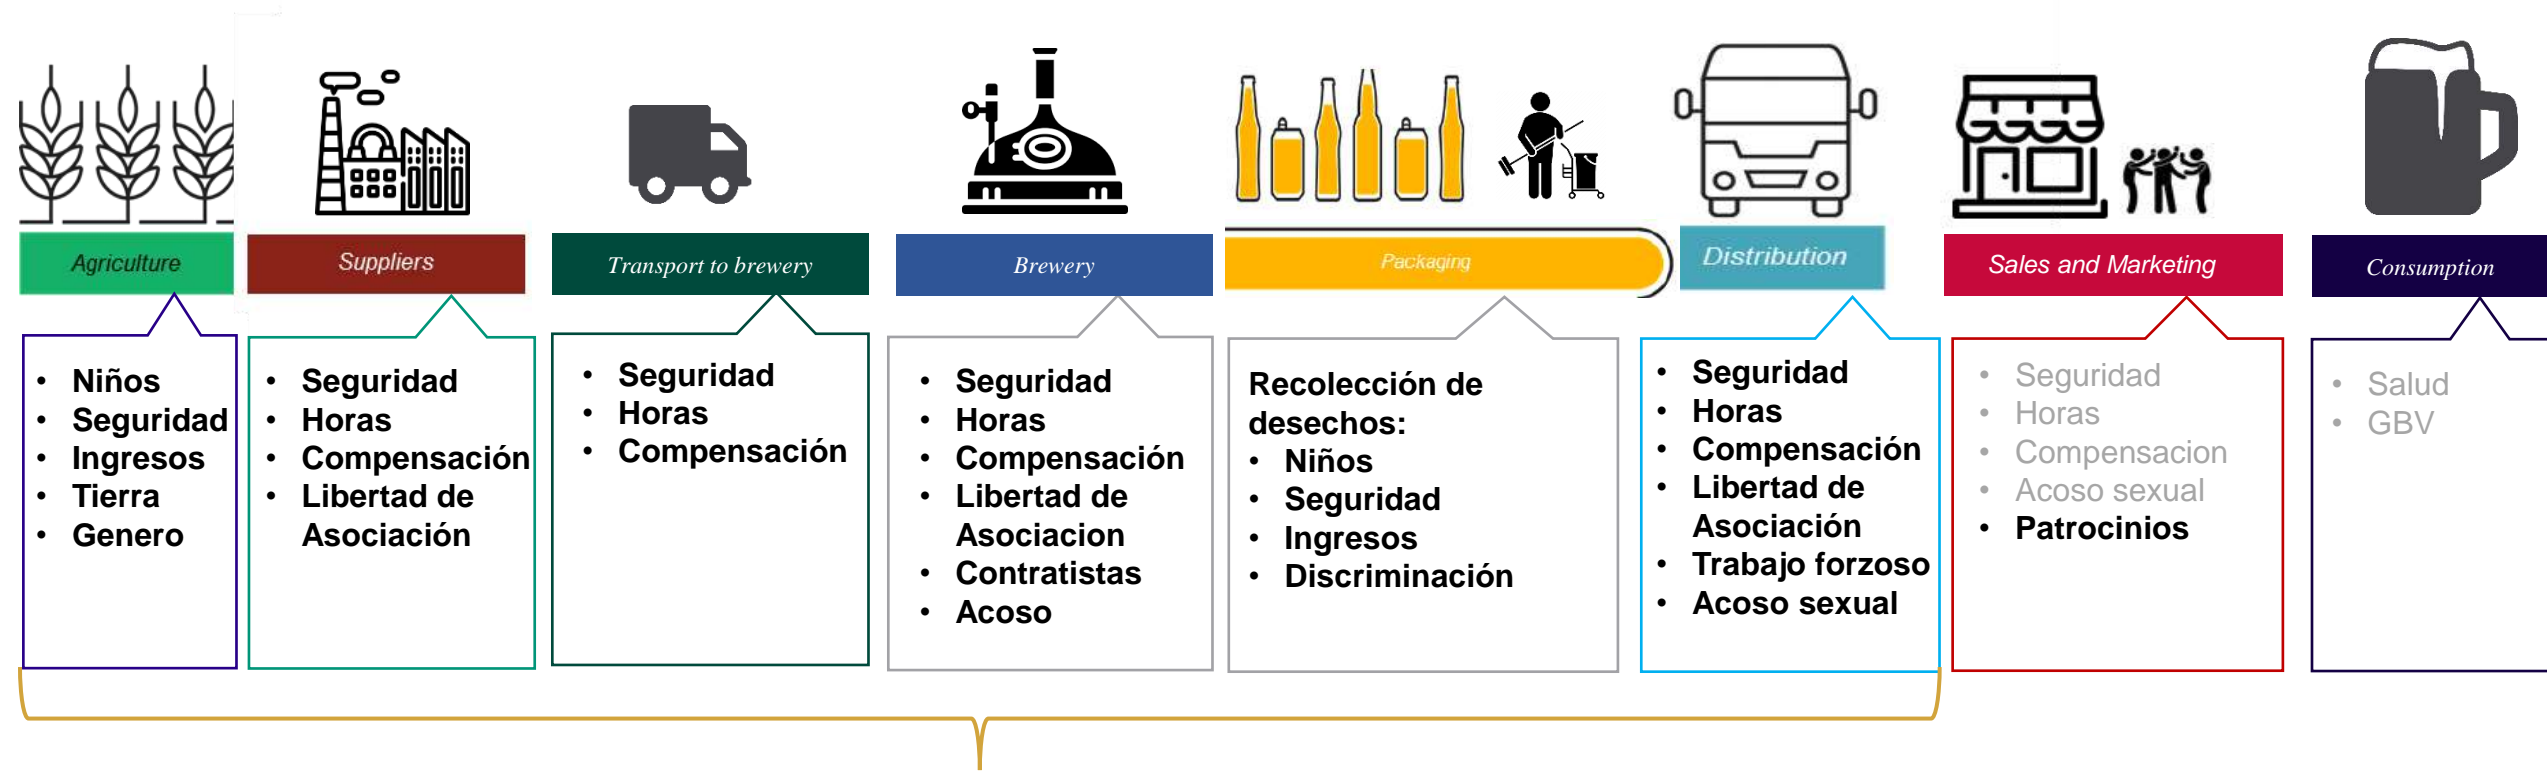 Agriculture
Suppliers
Transport to brewery
Brewery
Packaging
Distribution
Sales and Marketing
Consumption
• Niños
• Seguridad
• Ingresos
• Tierra
• Genero
• Seguridad
• Horas
• Compensación
• Libertad de
Asociación
• Seguridad
• Horas
• Compensación
• Seguridad
• Horas
• Compensación
• Libertad de
Asociacion
• Contratistas
• Acoso
Recolección de
desechos:
• Niños
• Seguridad
• Ingresos
• Discriminación
• Seguridad
• Horas
• Compensación
• Libertad de
Asociación
• Trabajo forzoso
• Acoso sexual
• Seguridad
• Horas
• Compensacion
• Acoso sexual
• Patrocinios
• Salud
• GBV